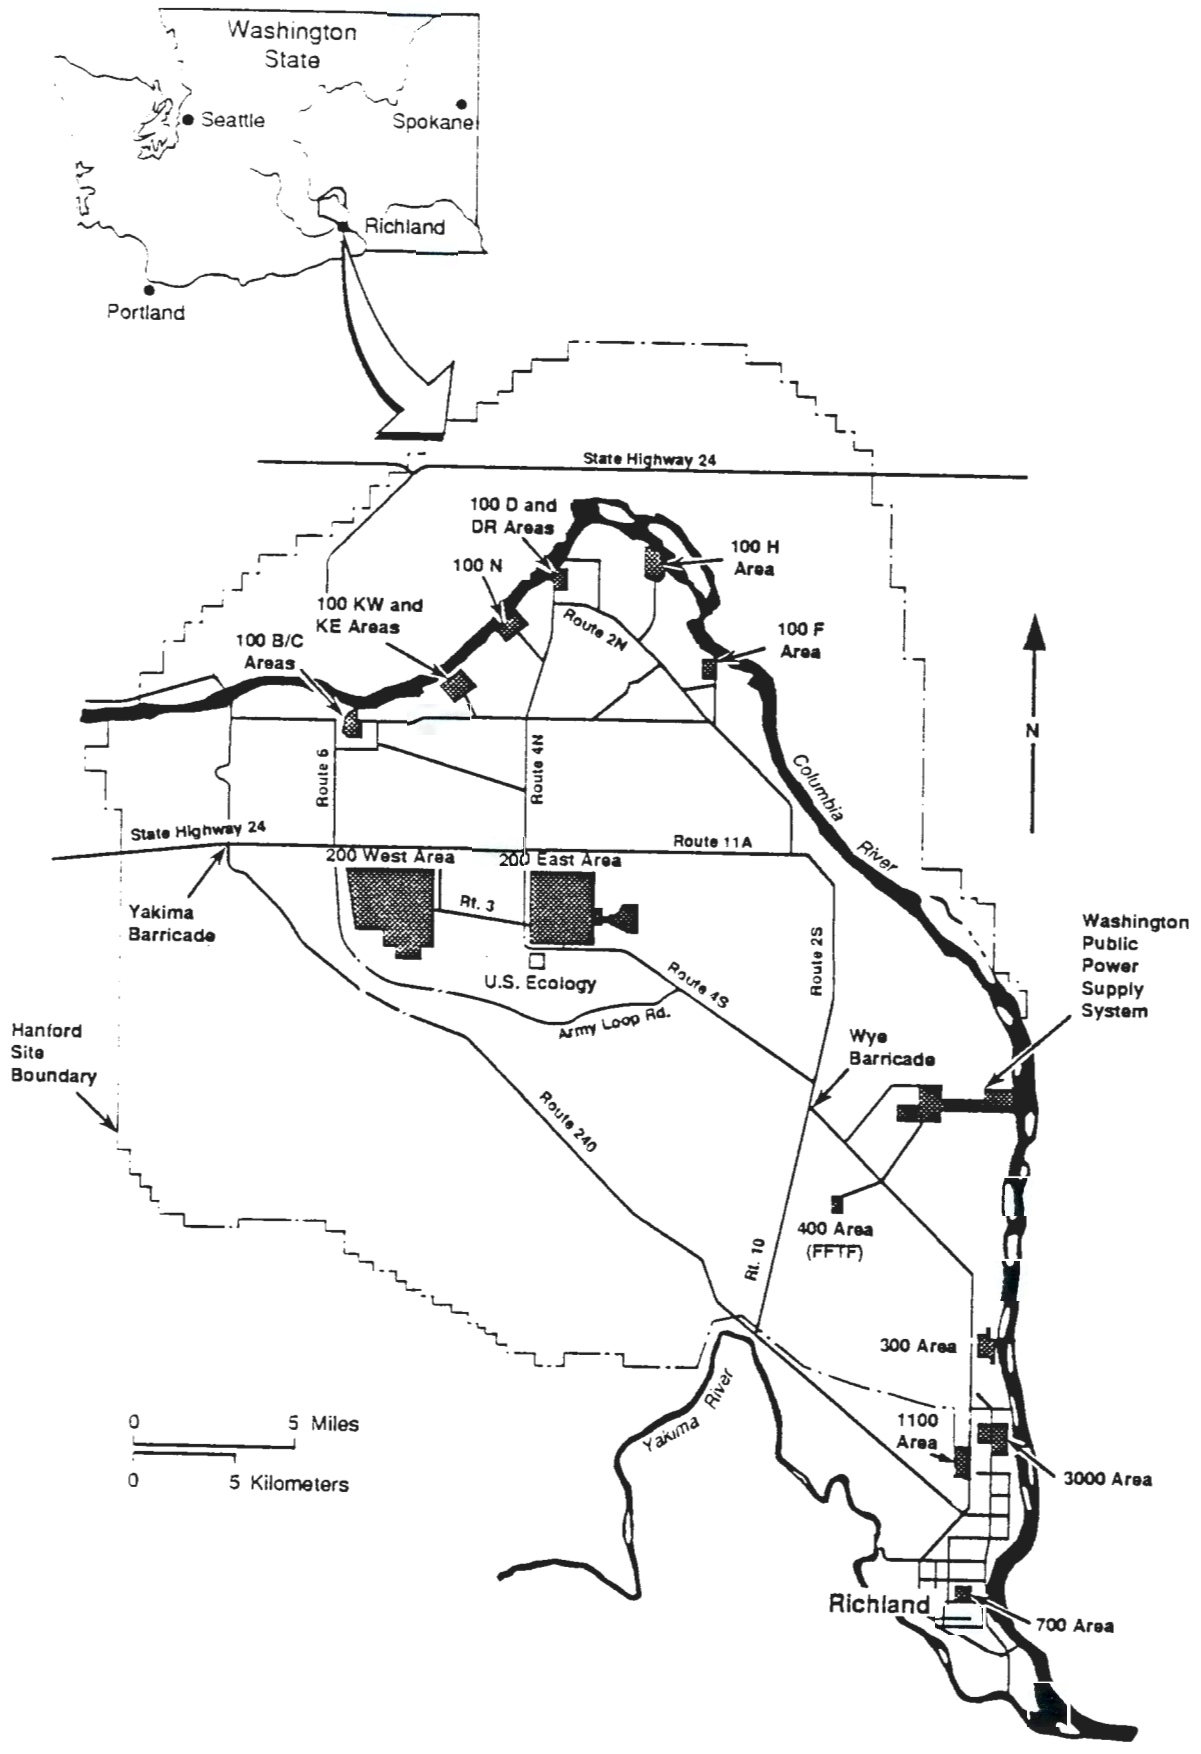 Washington
State
Seattle
Spokane
Richland
Portland
State Highway 24
100 D and
DR Areas
100 H
Area
100 N
100 KW and
KE Areas
Route 2N
100 F
Area
100 B/C
Areas
N
Route 6
Route 4N
Columbia
River
State Highway 24
Route 11A
200 West Area
200 East Area
Rt. 3
Yakima
Barricade
Washington
Public
Power
Supply
System
Route 2S
U.S. Ecology
Route 4S
Army Loop Rd.
Hanford
Site
Boundary
Wye
Barricade
Route 240
400 Area
(FFTF)
Rt. 10
300 Area
Yakima River
0 5 Miles
0 5 Kilometers
1100
Area
3000 Area
Richland
700 Area